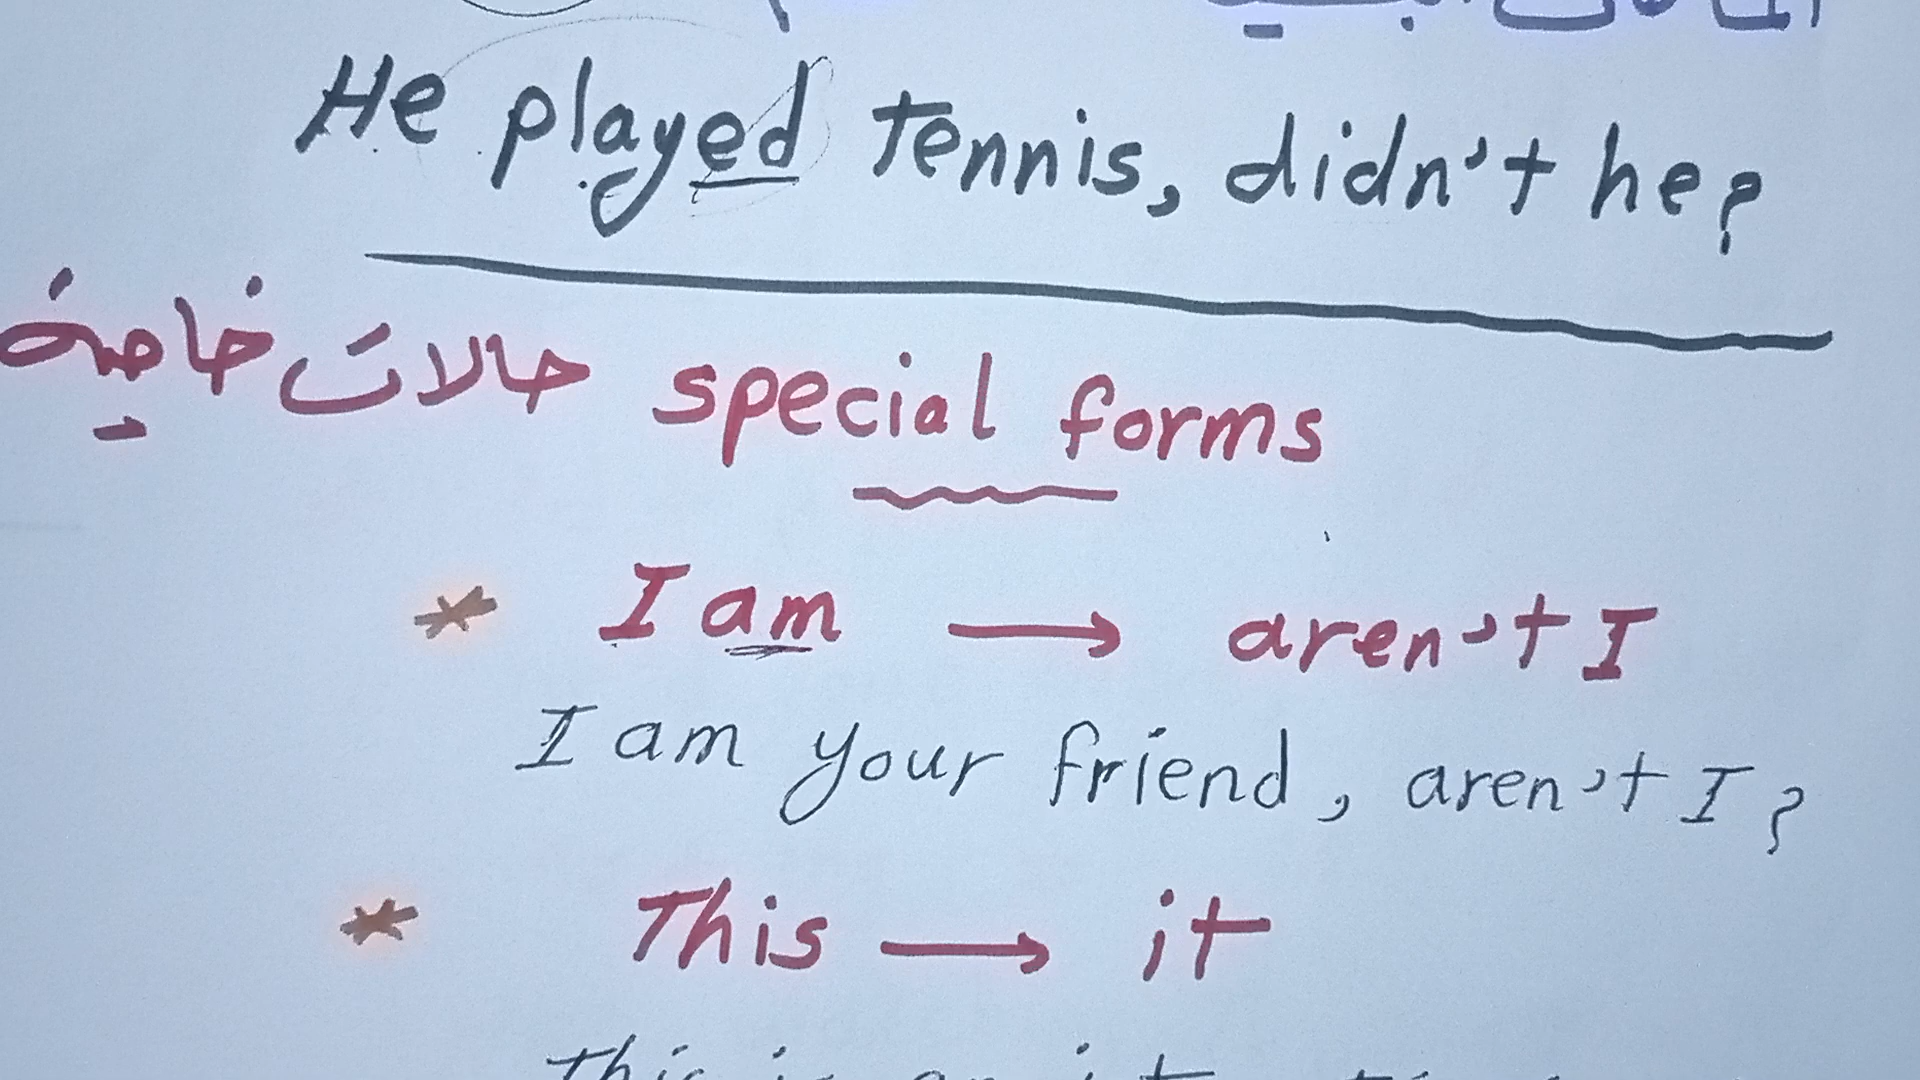 He played tennis, didn't he?
special forms حالات خاصة
* I am → aren't I
I am your friend, aren't I?
* This → it